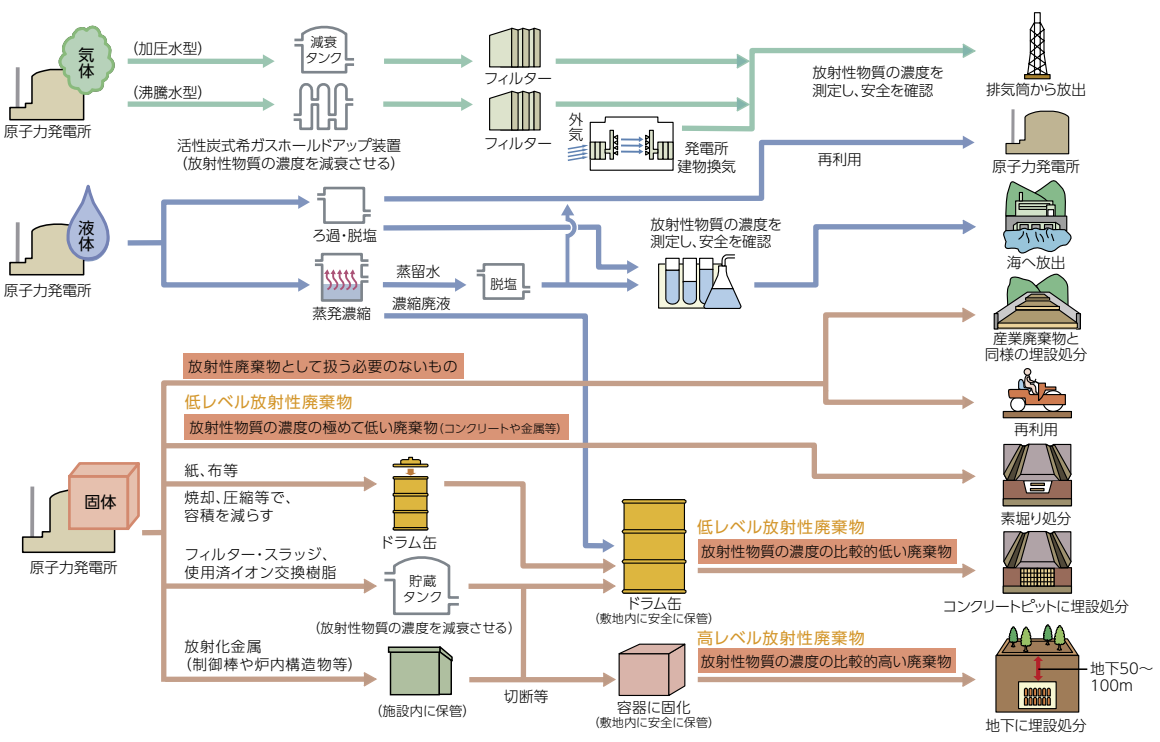 気体
原子力発電所
(加圧水型)
減衰
タンク
フィルター
(沸騰水型)
活性炭式希ガスホールドアップ装置
(放射性物質の濃度を減衰させる)
フィルター
外気
発電所
建物換気
放射性物質の濃度を
測定し、安全を確認
排気筒から放出
再利用
原子力発電所
液体
原子力発電所
ろ過・脱塩
蒸発濃縮
蒸留水
濃縮廃液
脱塩
放射性物質の濃度を
測定し、安全を確認
海へ放出
産業廃棄物と
同様の埋設処分
放射性廃棄物として扱う必要のないもの
再利用
低レベル放射性廃棄物
放射性物質の濃度の極めて低い廃棄物(コンクリートや金属等)
素掘り処分
固体
原子力発電所
紙、布等
焼却、圧縮等で、
容積を減らす
ドラム缶
フィルター・スラッジ、
使用済イオン交換樹脂
貯蔵
タンク
(放射性物質の濃度を減衰させる)
ドラム缶
(敷地内に安全に保管)
低レベル放射性廃棄物
放射性物質の濃度の比較的低い廃棄物
コンクリートピットに埋設処分
放射化金属
(制御棒や炉内構造物等)
(施設内に保管)
切断等
容器に固化
(敷地内に安全に保管)
高レベル放射性廃棄物
放射性物質の濃度の比較的高い廃棄物
地下50〜
100m
地下に埋設処分